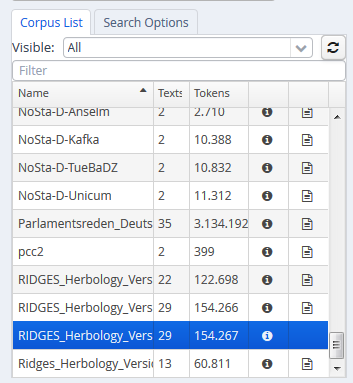 Corpus List Search Options
Visible: All
Filter
Name Texts Tokens
NoSta-D-Anselm 2 2.710
NoSta-D-Kafka 2 10.388
NoSta-D-TueBaDZ 2 10.832
NoSta-D-Unicum 2 11.312
Parlamentsreden_Deuts 35 3.134.192
pcc2 2 399
RIDGES_Herbology_Vers 22 122.698
RIDGES_Herbology_Vers 29 154.266
RIDGES_Herbology_Vers 29 154.267
Ridges_Herbology_Versio 13 60.811